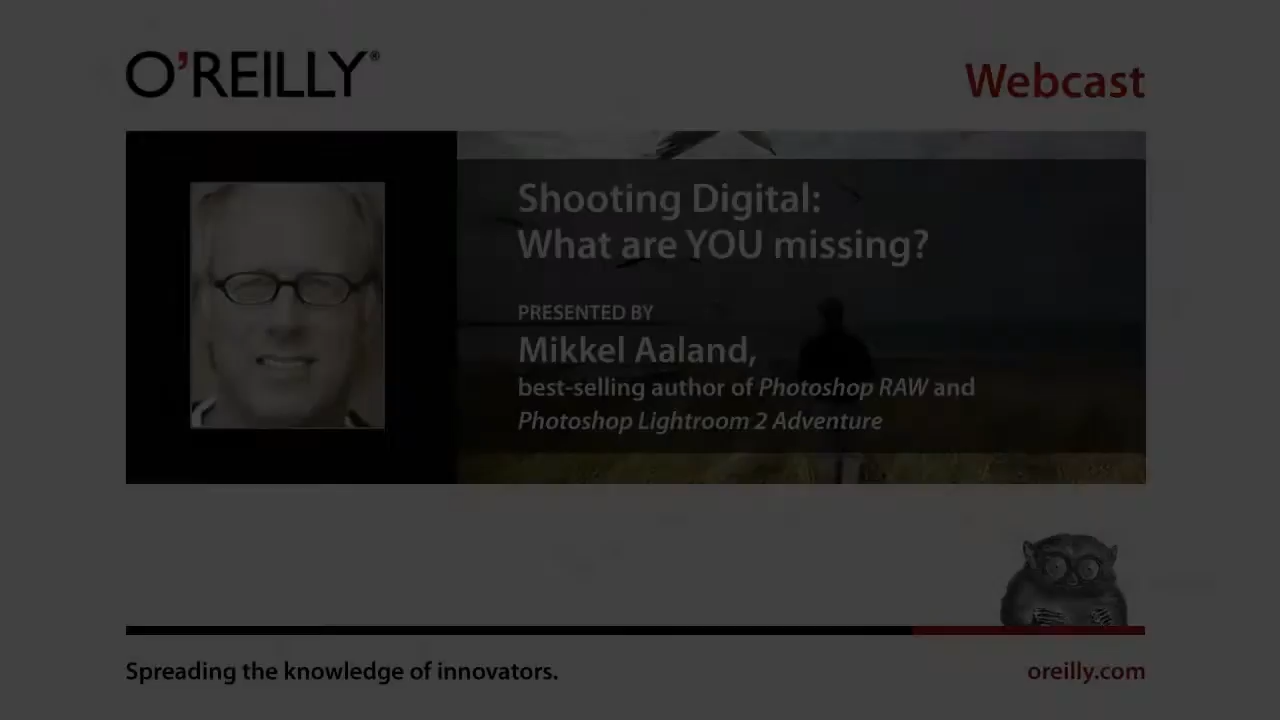 O'REILLY®
Webcast
Shooting Digital:
What are YOU missing?
PRESENTED BY
Mikkel Aaland,
best-selling author of Photoshop RAW and
Photoshop Lightroom 2 Adventure
Spreading the knowledge of innovators.
oreilly.com